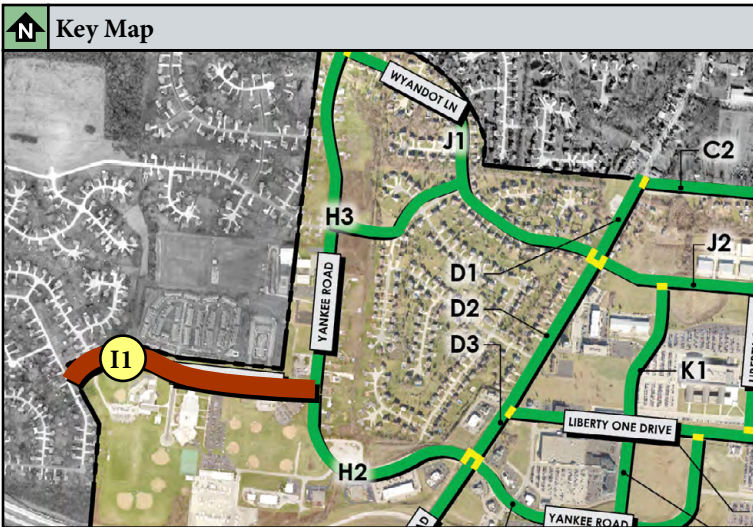 N Key Map
WYANDOT LN
J1
C2
H3
D1
J2
YANKEE ROAD
D2
D3
I1
K1
LIBERTY ONE DRIVE
H2
YANKEE ROAD